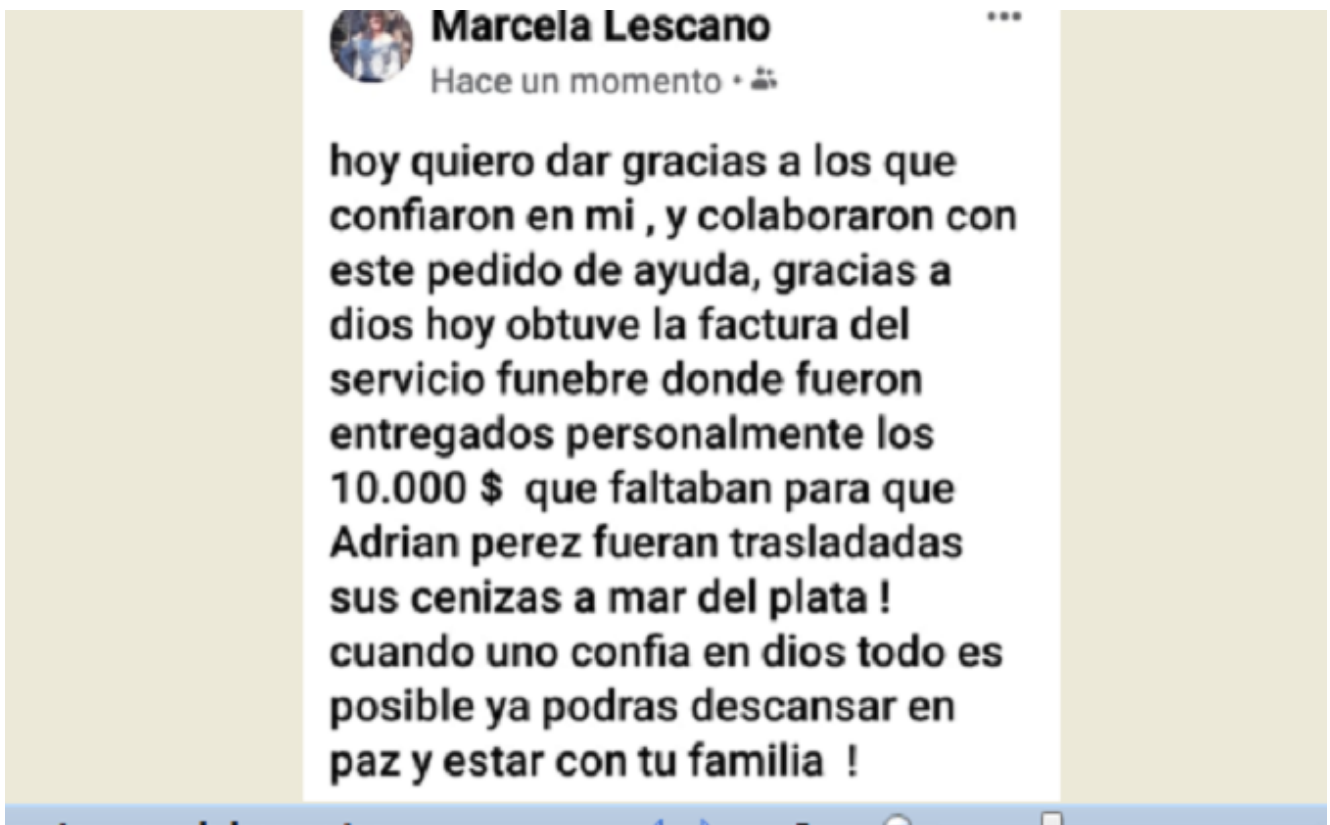 Marcela Lescano
Hace un momento •
hoy quiero dar gracias a los que
confiaron en mi , y colaboraron con
este pedido de ayuda, gracias a
dios hoy obtuve la factura del
servicio funebre donde fueron
entregados personalmente los
10.000 $ que faltaban para que
Adrian perez fueran trasladadas
sus cenizas a mar del plata !
cuando uno confia en dios todo es
posible ya podras descansar en
paz y estar con tu familia !